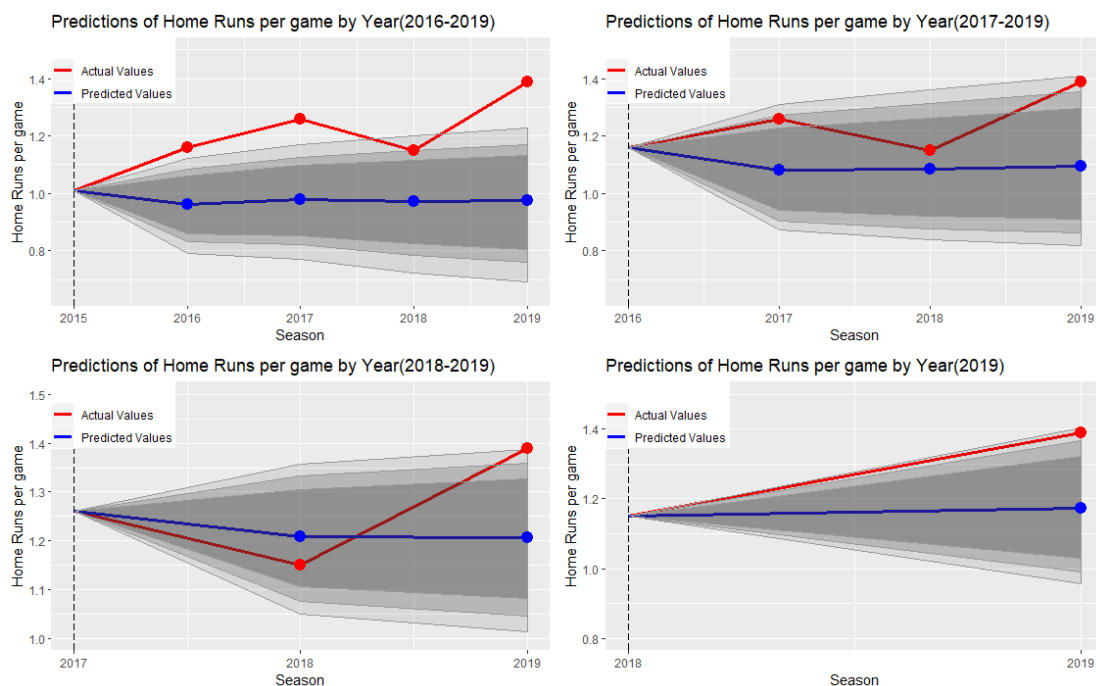 Predictions of Home Runs per game by Year(2016-2019)
Actual Values
Predicted Values
Home Runs per game
1.4
1.2
1.0
0.8
2015 2016 2017 2018 2019
Season
Predictions of Home Runs per game by Year(2017-2019)
Actual Values
Predicted Values
Home Runs per game
1.4
1.2
1.0
0.8
2016 2017 2018 2019
Season
Predictions of Home Runs per game by Year(2018-2019)
Actual Values
Predicted Values
Home Runs per game
1.5
1.4
1.3
1.2
1.1
1.0
2017 2018 2019
Season
Predictions of Home Runs per game by Year(2019)
Actual Values
Predicted Values
Home Runs per game
1.4
1.2
1.0
0.8
2018 2019
Season